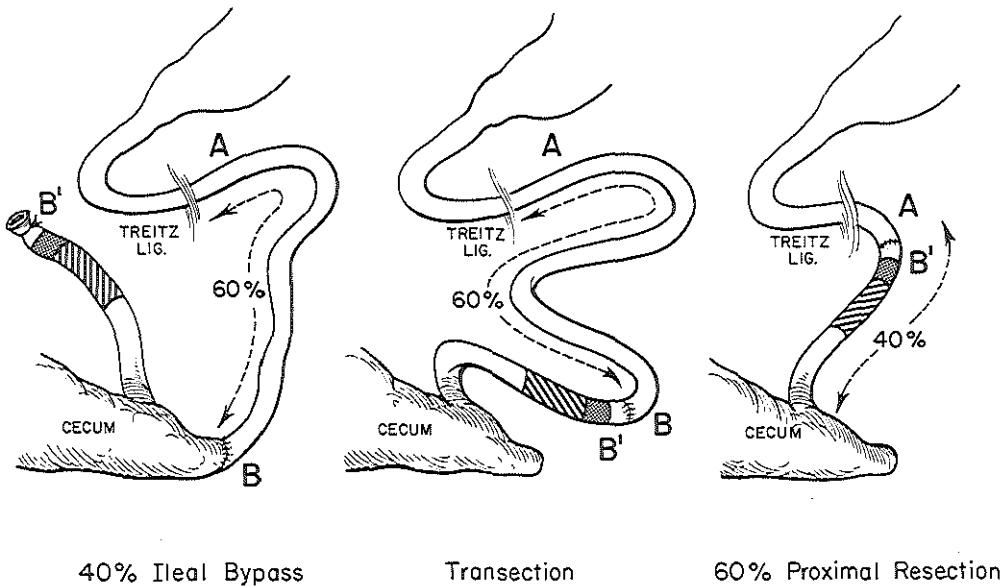 A
TREITZ
LIG.
B'
60%
CECUM
B
40% Ileal Bypass
A
TREITZ
LIG.
60%
CECUM
B'
B
Transection
A
TREITZ
LIG.
B'
40%
CECUM
60% Proximal Resection